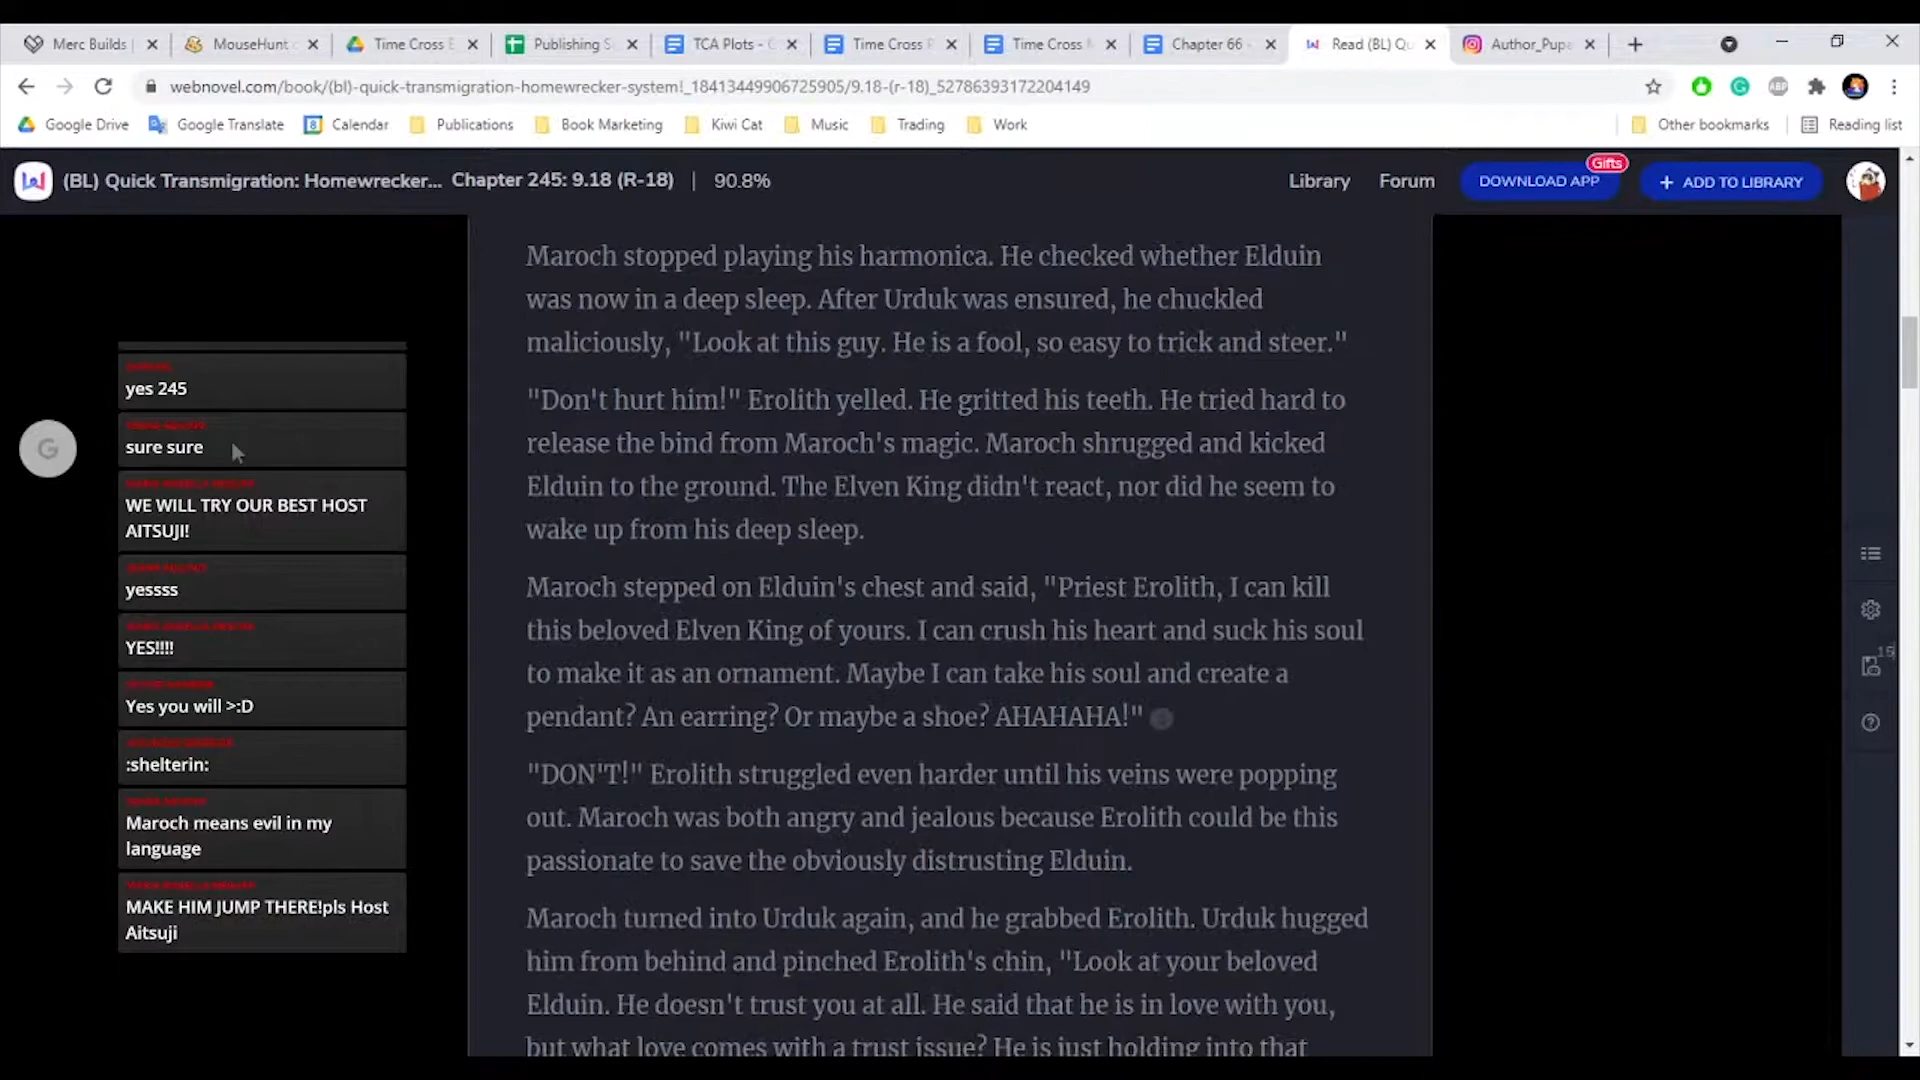 Merc Builds
MouseHunt
Time Cross E
Publishing S
TCA Plots - C
Time Cross
Time Cross
Chapter 66 -
Read (BL) Qu
Author_Pupa
webnovel.com/book/(bl)-quick-transmigration-homewrecker-system!_18413449906725905/9.18-(r-18)_52786393172204149
Google Drive
Google Translate
Calendar
Publications
Book Marketing
Kiwi Cat
Music
Trading
Work
Other bookmarks
Reading list
(BL) Quick Transmigration: Homewrecker... Chapter 245: 9.18 (R-18) | 90.8%
Library
Forum
Gifts
DOWNLOAD APP
+ ADD TO LIBRARY
yes 245
sure sure
WE WILL TRY OUR BEST HOST
AITSUJI!
yessss
YES!!!!
Yes you will >:D
:shelterin:
Maroch means evil in my
language
MAKE HIM JUMP THERE!pls Host
Aitsuji
Maroch stopped playing his harmonica. He checked whether Elduin
was now in a deep sleep. After Urduk was ensured, he chuckled
maliciously, "Look at this guy. He is a fool, so easy to trick and steer."
"Don't hurt him!" Erolith yelled. He gritted his teeth. He tried hard to
release the bind from Maroch's magic. Maroch shrugged and kicked
Elduin to the ground. The Elven King didn't react, nor did he seem to
wake up from his deep sleep.
Maroch stepped on Elduin's chest and said, "Priest Erolith, I can kill
this beloved Elven King of yours. I can crush his heart and suck his soul
to make it as an ornament. Maybe I can take his soul and create a
pendant? An earring? Or maybe a shoe? AHAHAHA!"
"DON'T!" Erolith struggled even harder until his veins were popping
out. Maroch was both angry and jealous because Erolith could be this
passionate to save the obviously distrusting Elduin.
Maroch turned into Urduk again, and he grabbed Erolith. Urduk hugged
him from behind and pinched Erolith's chin, "Look at your beloved
Elduin. He doesn't trust you at all. He said that he is in love with you,
but what love comes with a trust issue? He is just holding into that
15